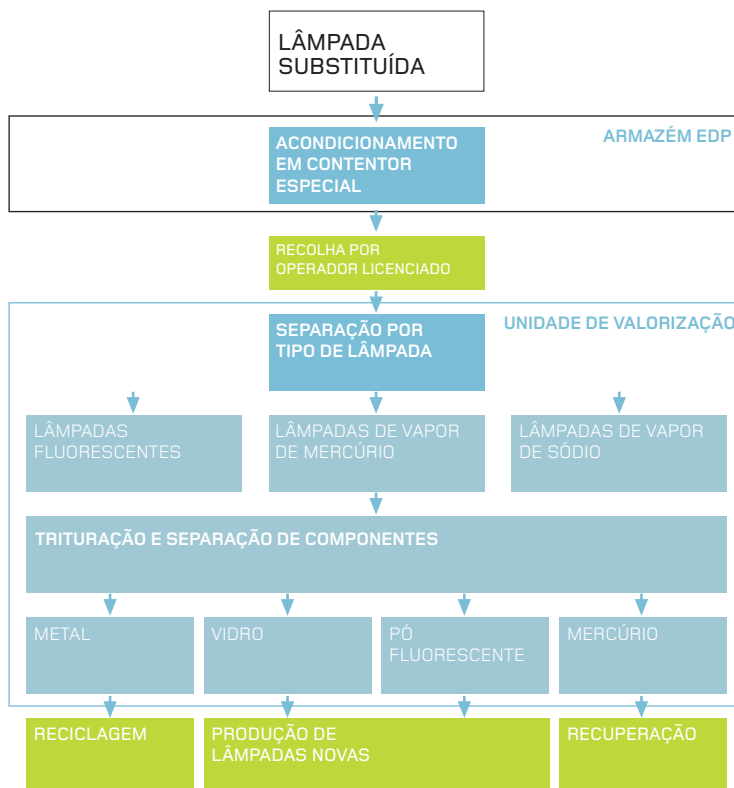 LÂMPADA
SUBSTITUÍDA
ACONDICIONAMENTO
EM CONTENTOR
ESPECIAL
ARMAZÉM EDP
RECOLHA POR
OPERADOR LICENCIADO
SEPARAÇÃO POR
TIPO DE LÂMPADA
UNIDADE DE VALORIZAÇÃO
LÂMPADAS
FLUORESCENTES
LÂMPADAS DE VAPOR
DE MERCÚRIO
LÂMPADAS DE VAPOR
DE SÓDIO
TRITURAÇÃO E SEPARAÇÃO DE COMPONENTES
METAL
VIDRO
PÓ
FLUORESCENTE
MERCÚRIO
RECICLAGEM
PRODUÇÃO DE
LÂMPADAS NOVAS
RECUPERAÇÃO